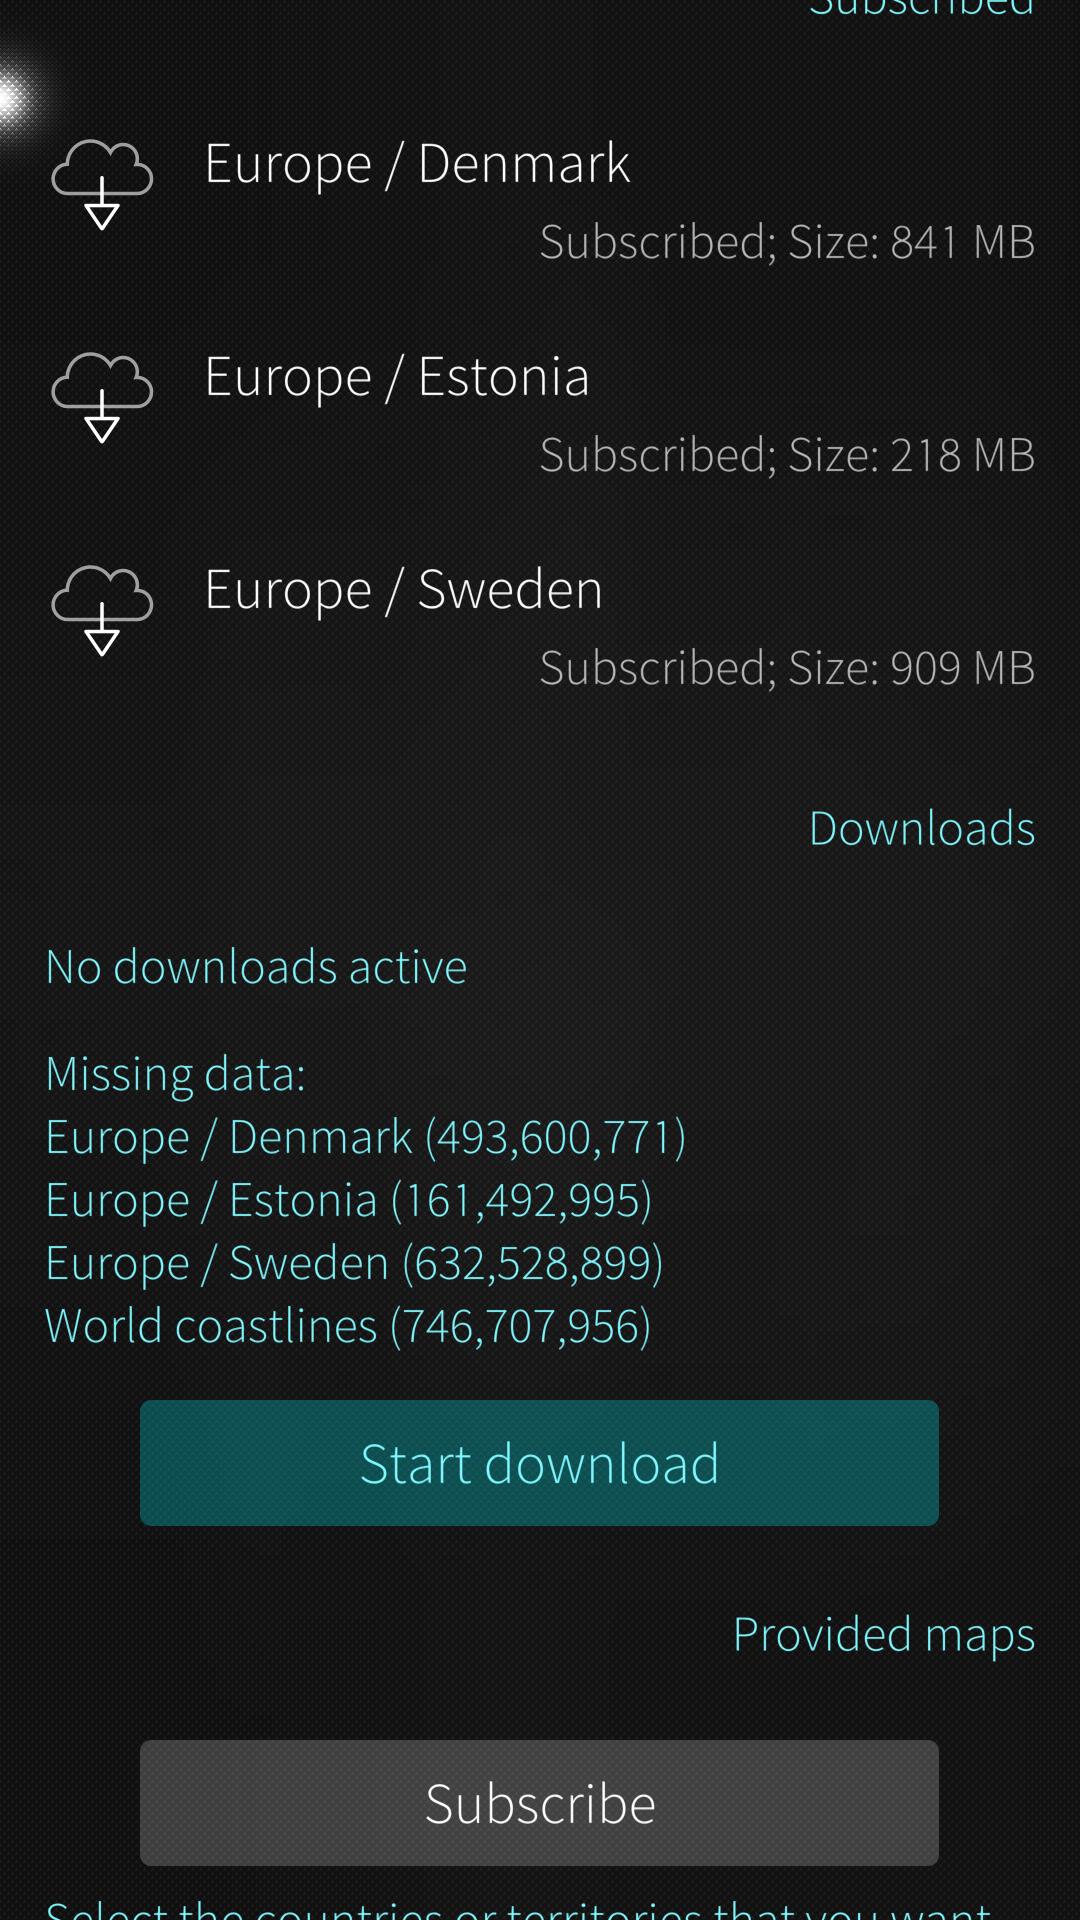 Subscribed
Europe / Denmark
Subscribed; Size: 841 MB
Europe / Estonia
Subscribed; Size: 218 MB
Europe / Sweden
Subscribed; Size: 909 MB
Downloads
No downloads active
Missing data:
Europe / Denmark (493,600,771)
Europe / Estonia (161,492,995)
Europe / Sweden (632,528,899)
World coastlines (746,707,956)
Start download
Provided maps
Subscribe
Select the countries or territories that you want